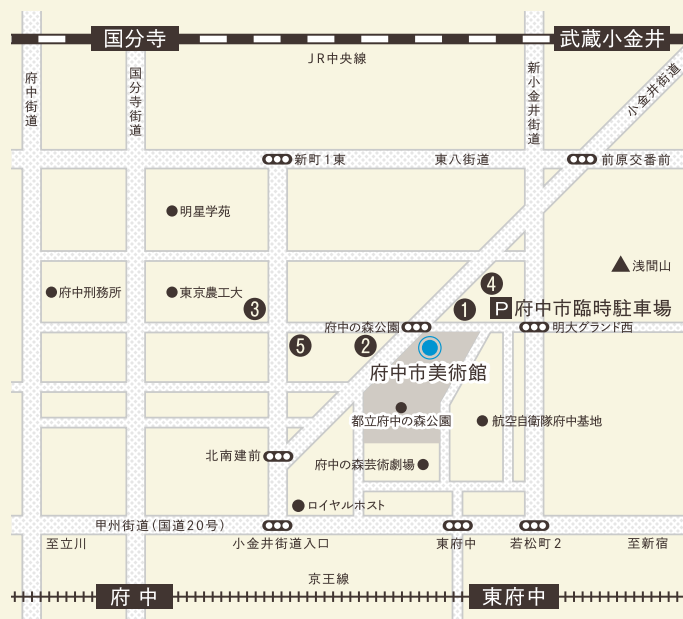 国分寺
武蔵小金井
JR中央線
府中街道
国分寺街道
新小金井街道
小金井街道
新町1東
東八街道
前原交番前
明星学苑
浅間山
府中刑務所
東京農工大
4
3
1
P府中市臨時駐車場
府中の森公園
明大グランド西
5
2
府中市美術館
都立府中の森公園
航空自衛隊府中基地
北南建前
府中の森芸術劇場
ロイヤルホスト
甲州街道(国道20号)
至立川
小金井街道入口
東府中
若松町2
至新宿
京王線
府中
東府中